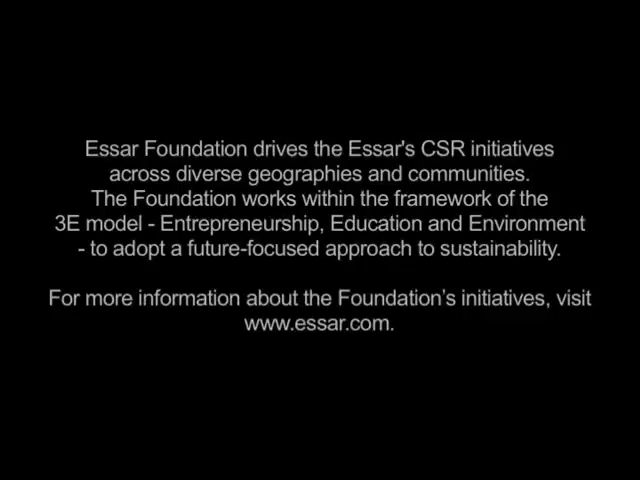 Essar Foundation drives the Essar's CSR initiatives
across diverse geographies and communities.
The Foundation works within the framework of the
3E model - Entrepreneurship, Education and Environment
- to adopt a future-focused approach to sustainability.
For more information about the Foundation’s initiatives, visit
www.essar.com.